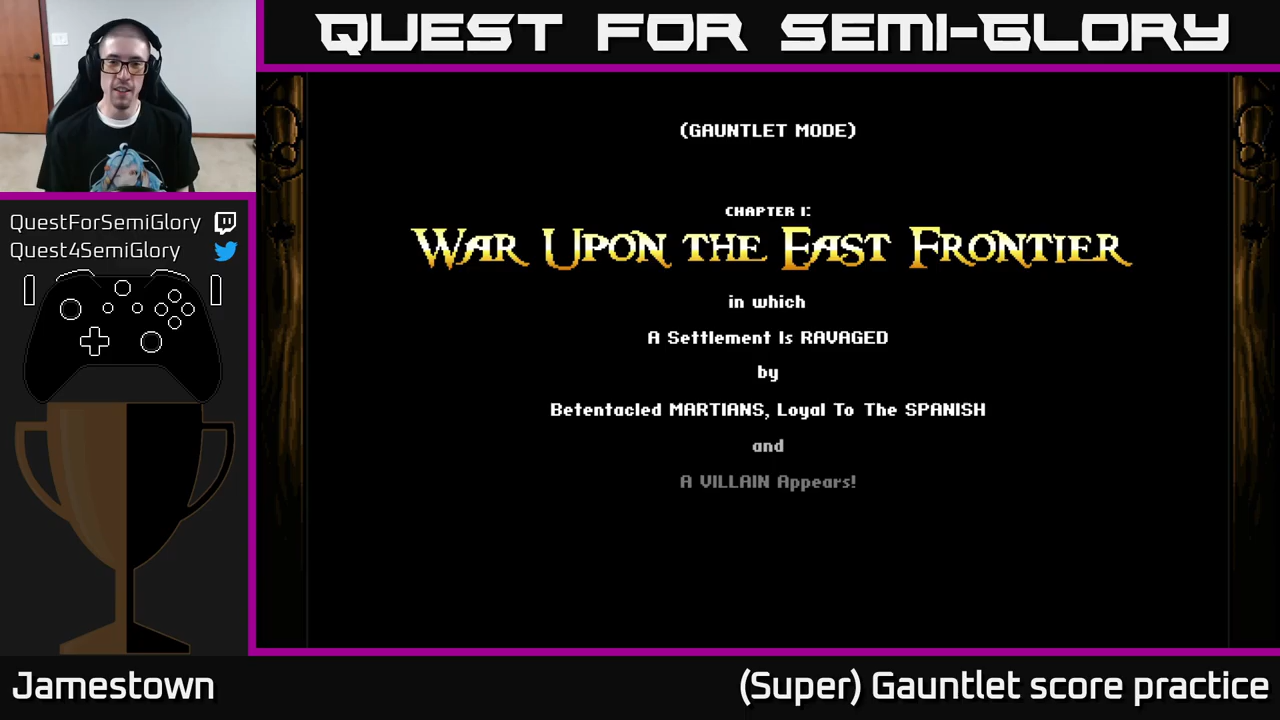 QUEST FOR SEMI-GLORY
QuestForSemiGlory
Quest4SemiGlory
(GAUNTLET MODE)
CHAPTER I:
WAR UPON THE EAST FRONTIER
in which
A Settlement Is RAVAGED
by
Betentacled MARTIANS, Loyal To The SPANISH
and
A VILLAIN Appears!
Jamestown
(Super) Gauntlet score practice